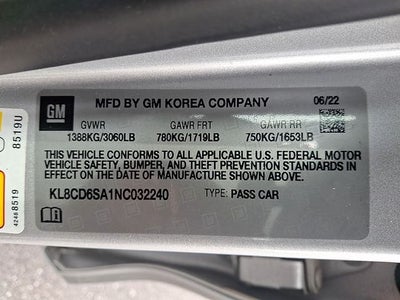 GM
MFD BY GM KOREA COMPANY
06/22
GVWR GAWR FRT GAWR RR
1388KG/3060LB 780KG/1719LB 750KG/1653LB
THIS VEHICLE CONFORMS TO ALL APPLICABLE U.S. FEDERAL MOTOR
VEHICLE SAFETY, BUMPER, AND THEFT PREVENTION STANDARDS IN
EFFECT ON THE DATE OF MANUFACTURE SHOWN ABOVE.
KL8CD6SA1NC032240 TYPE: PASS CAR
8519U
42468519